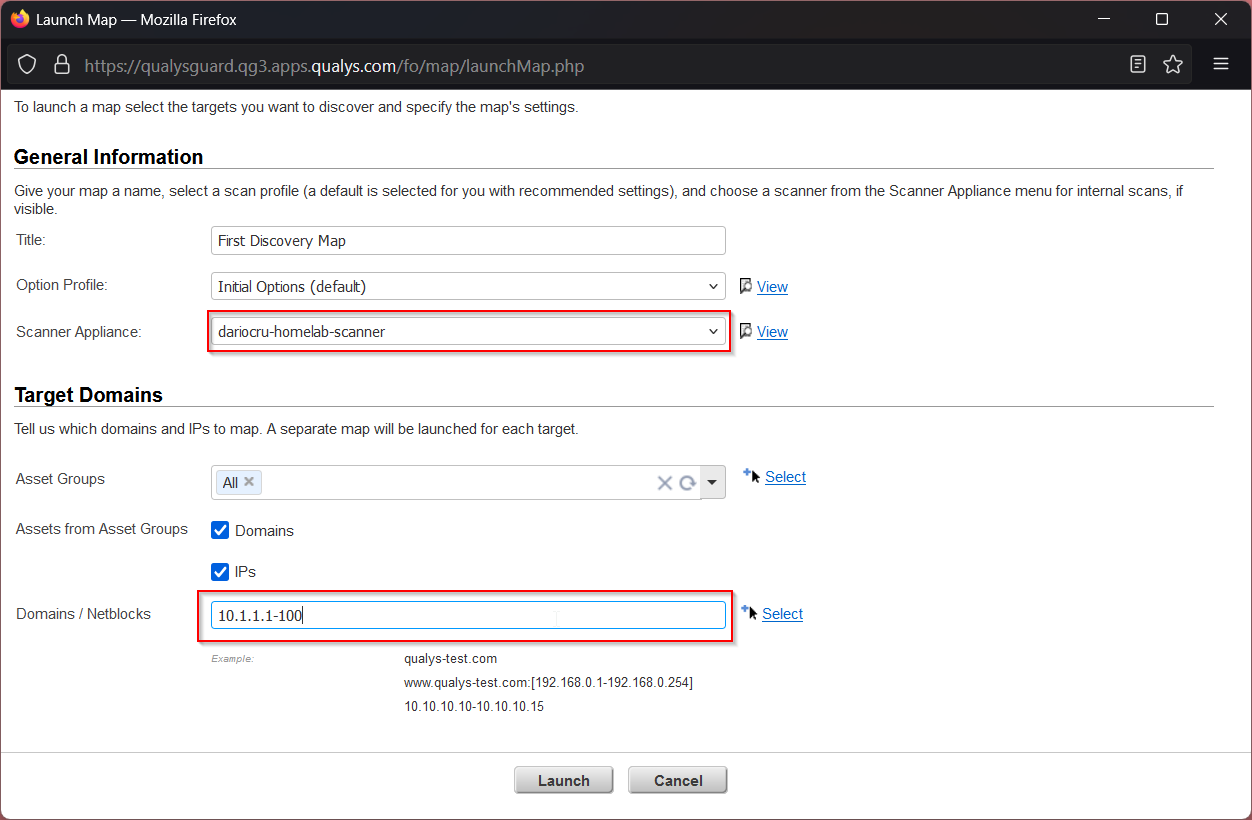 Launch Map — Mozilla Firefox
https://qualysguard.qg3.apps.qualys.com/fo/map/launchMap.php
To launch a map select the targets you want to discover and specify the map's settings.
General Information
Give your map a name, select a scan profile (a default is selected for you with recommended settings), and choose a scanner from the Scanner Appliance menu for internal scans, if
visible.
Title: First Discovery Map
Option Profile: Initial Options (default) View
Scanner Appliance: dariocru-homelab-scanner View
Target Domains
Tell us which domains and IPs to map. A separate map will be launched for each target.
Asset Groups All Select
Assets from Asset Groups Domains
IPs
Domains / Netblocks 10.1.1.1-100 Select
Example: qualys-test.com
www.qualys-test.com:[192.168.0.1-192.168.0.254]
10.10.10.10-10.10.10.15
Launch Cancel